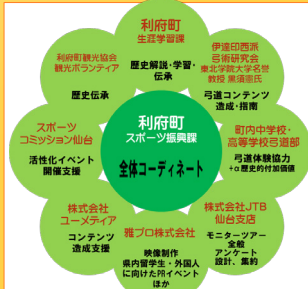 利府町
生涯学習課
歴史解説・学習・
伝承
伊達印西派
弓術研究会
東北学院大学名誉
教授 黒須憲氏
弓道コンテンツ
造成・指南
町内中学校・
高等学校弓道部
弓道体験協力
+α歴史的付加価値
株式会社JTB
仙台支店
モニターツアー
全般
アンケート
設計、集約
雅プロ株式会社
映像制作
県内留学生・外国人
に向けたPRイベント
ほか
株式会社
ユーメディア
コンテンツ
造成支援
スポーツ
コミッション仙台
活性化イベント
開催支援
利府町観光協会
観光ボランティア
歴史伝承
利府町
スポーツ振興課
全体コーディネート